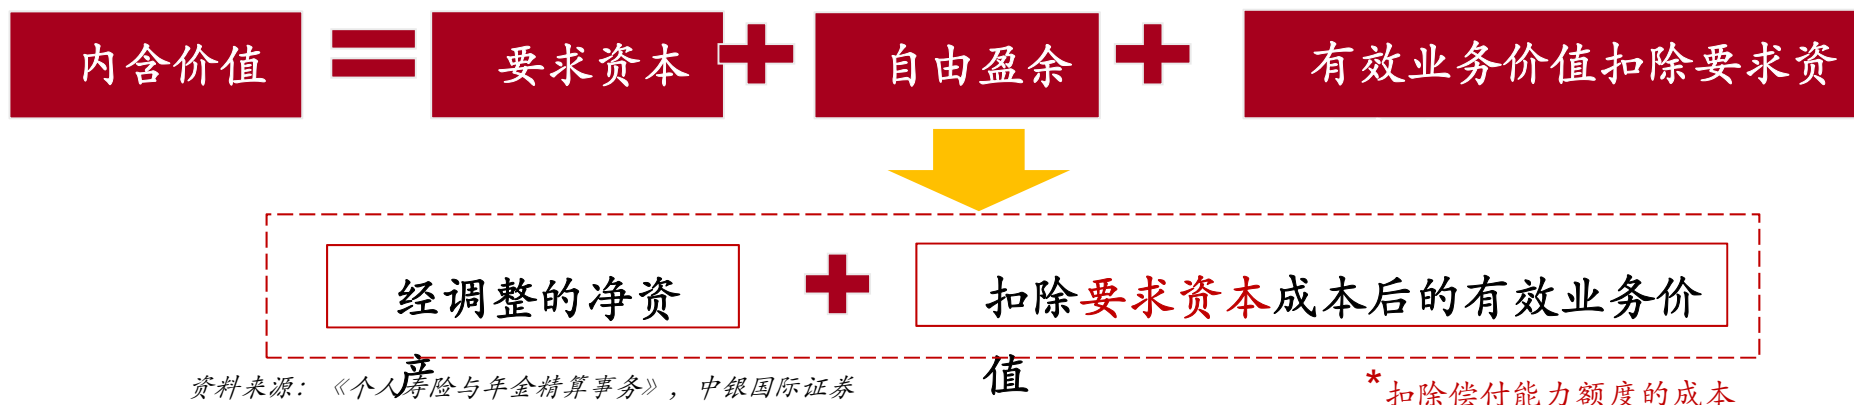 内含价值 要求资本 自由盈余 有效业务价值扣除要求资
经调整的净资 扣除要求资本成本后的有效业务价
产 值
资料来源：《个人寿险与年金精算事务》，中银国际证券
*扣除偿付能力额度的成本